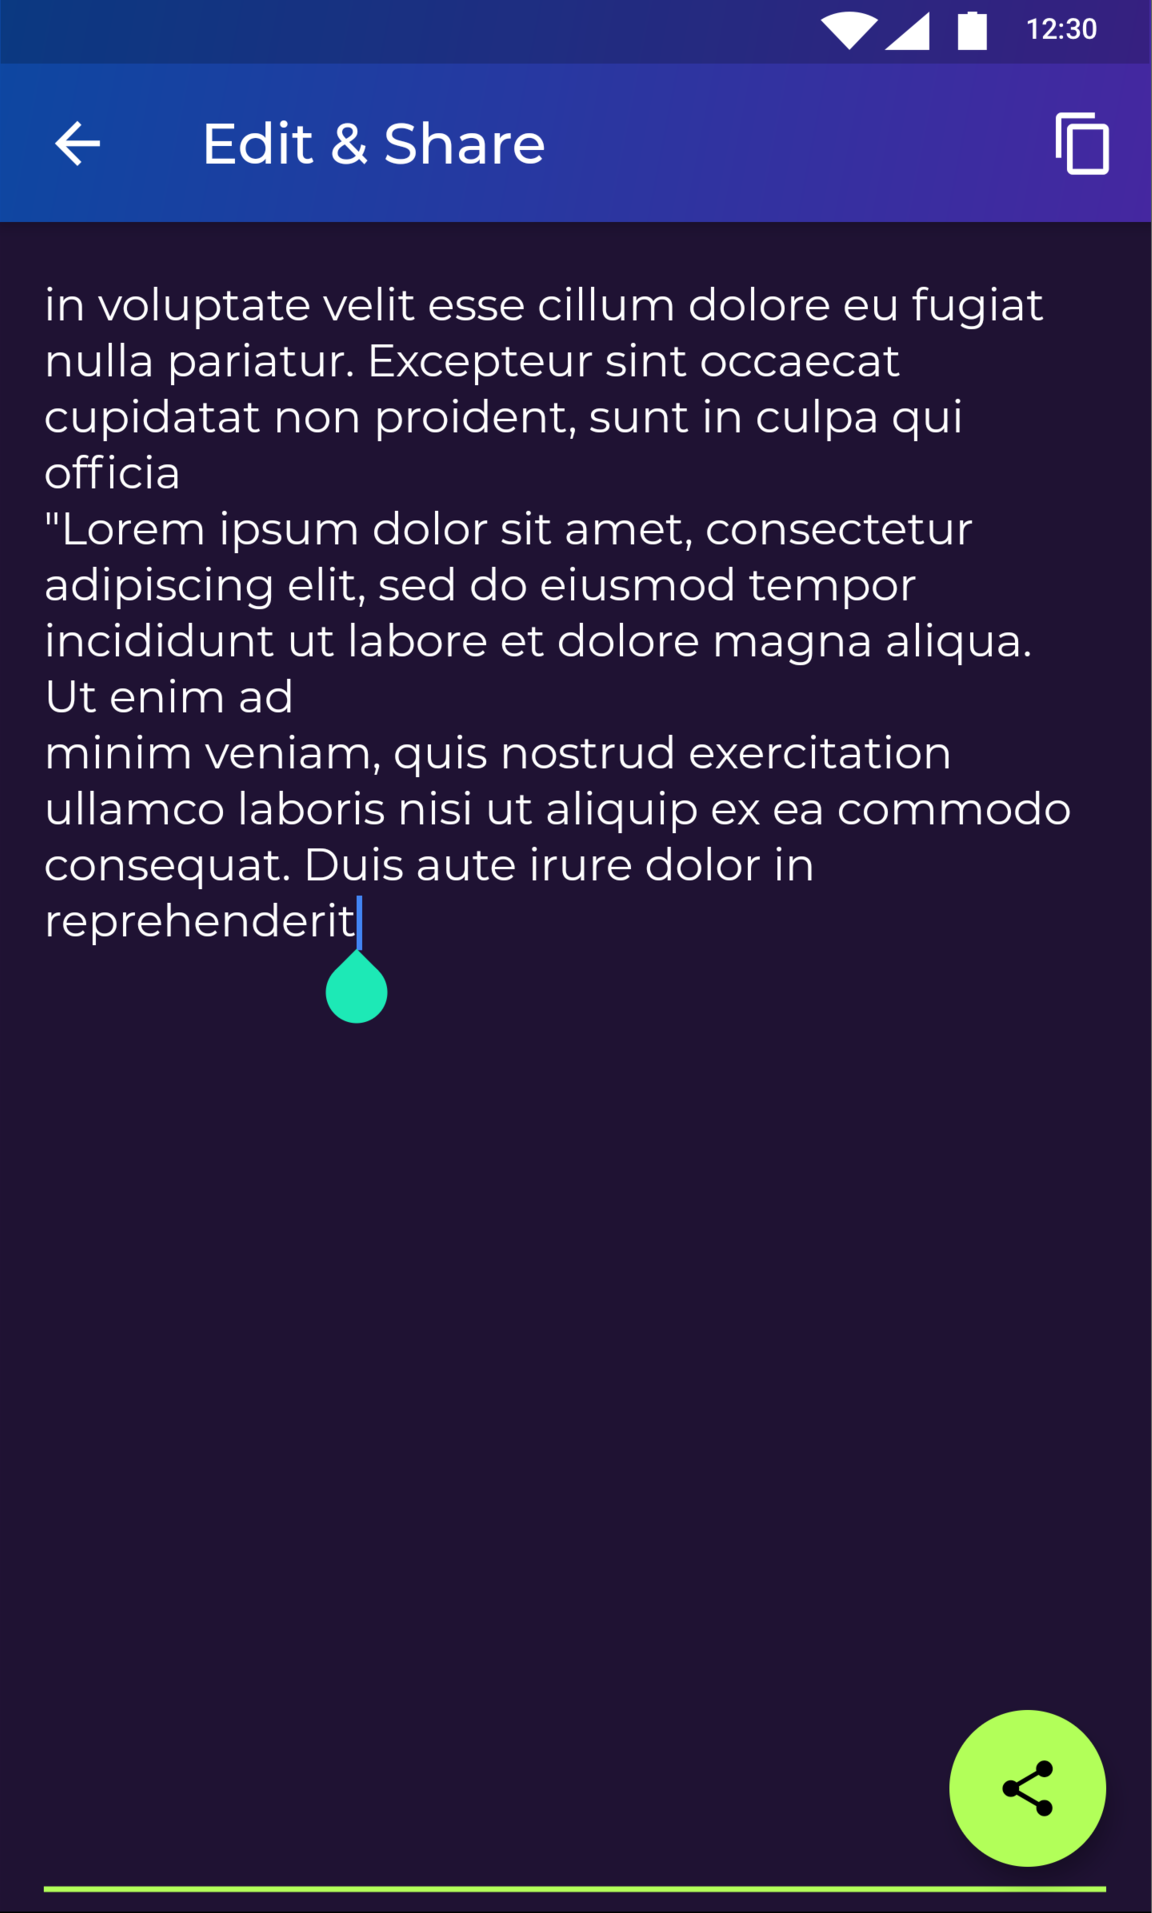 12:30
Edit & Share
in voluptate velit esse cillum dolore eu fugiat
nulla pariatur. Excepteur sint occaecat
cupidatat non proident, sunt in culpa qui
officia
"Lorem ipsum dolor sit amet, consectetur
adipiscing elit, sed do eiusmod tempor
incididunt ut labore et dolore magna aliqua.
Ut enim ad
minim veniam, quis nostrud exercitation
ullamco laboris nisi ut aliquip ex ea commodo
consequat. Duis aute irure dolor in
reprehenderit